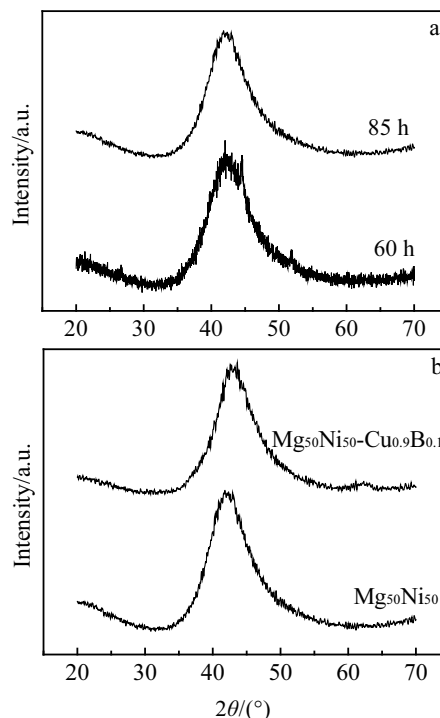 a
Intensity/a.u.
85 h
60 h
20 30 40 50 60 70
b
Intensity/a.u.
Mg₅₀Ni₅₀-Cu₀.₉B₀.₁
Mg₅₀Ni₅₀
20 30 40 50 60 70
2θ/(°)